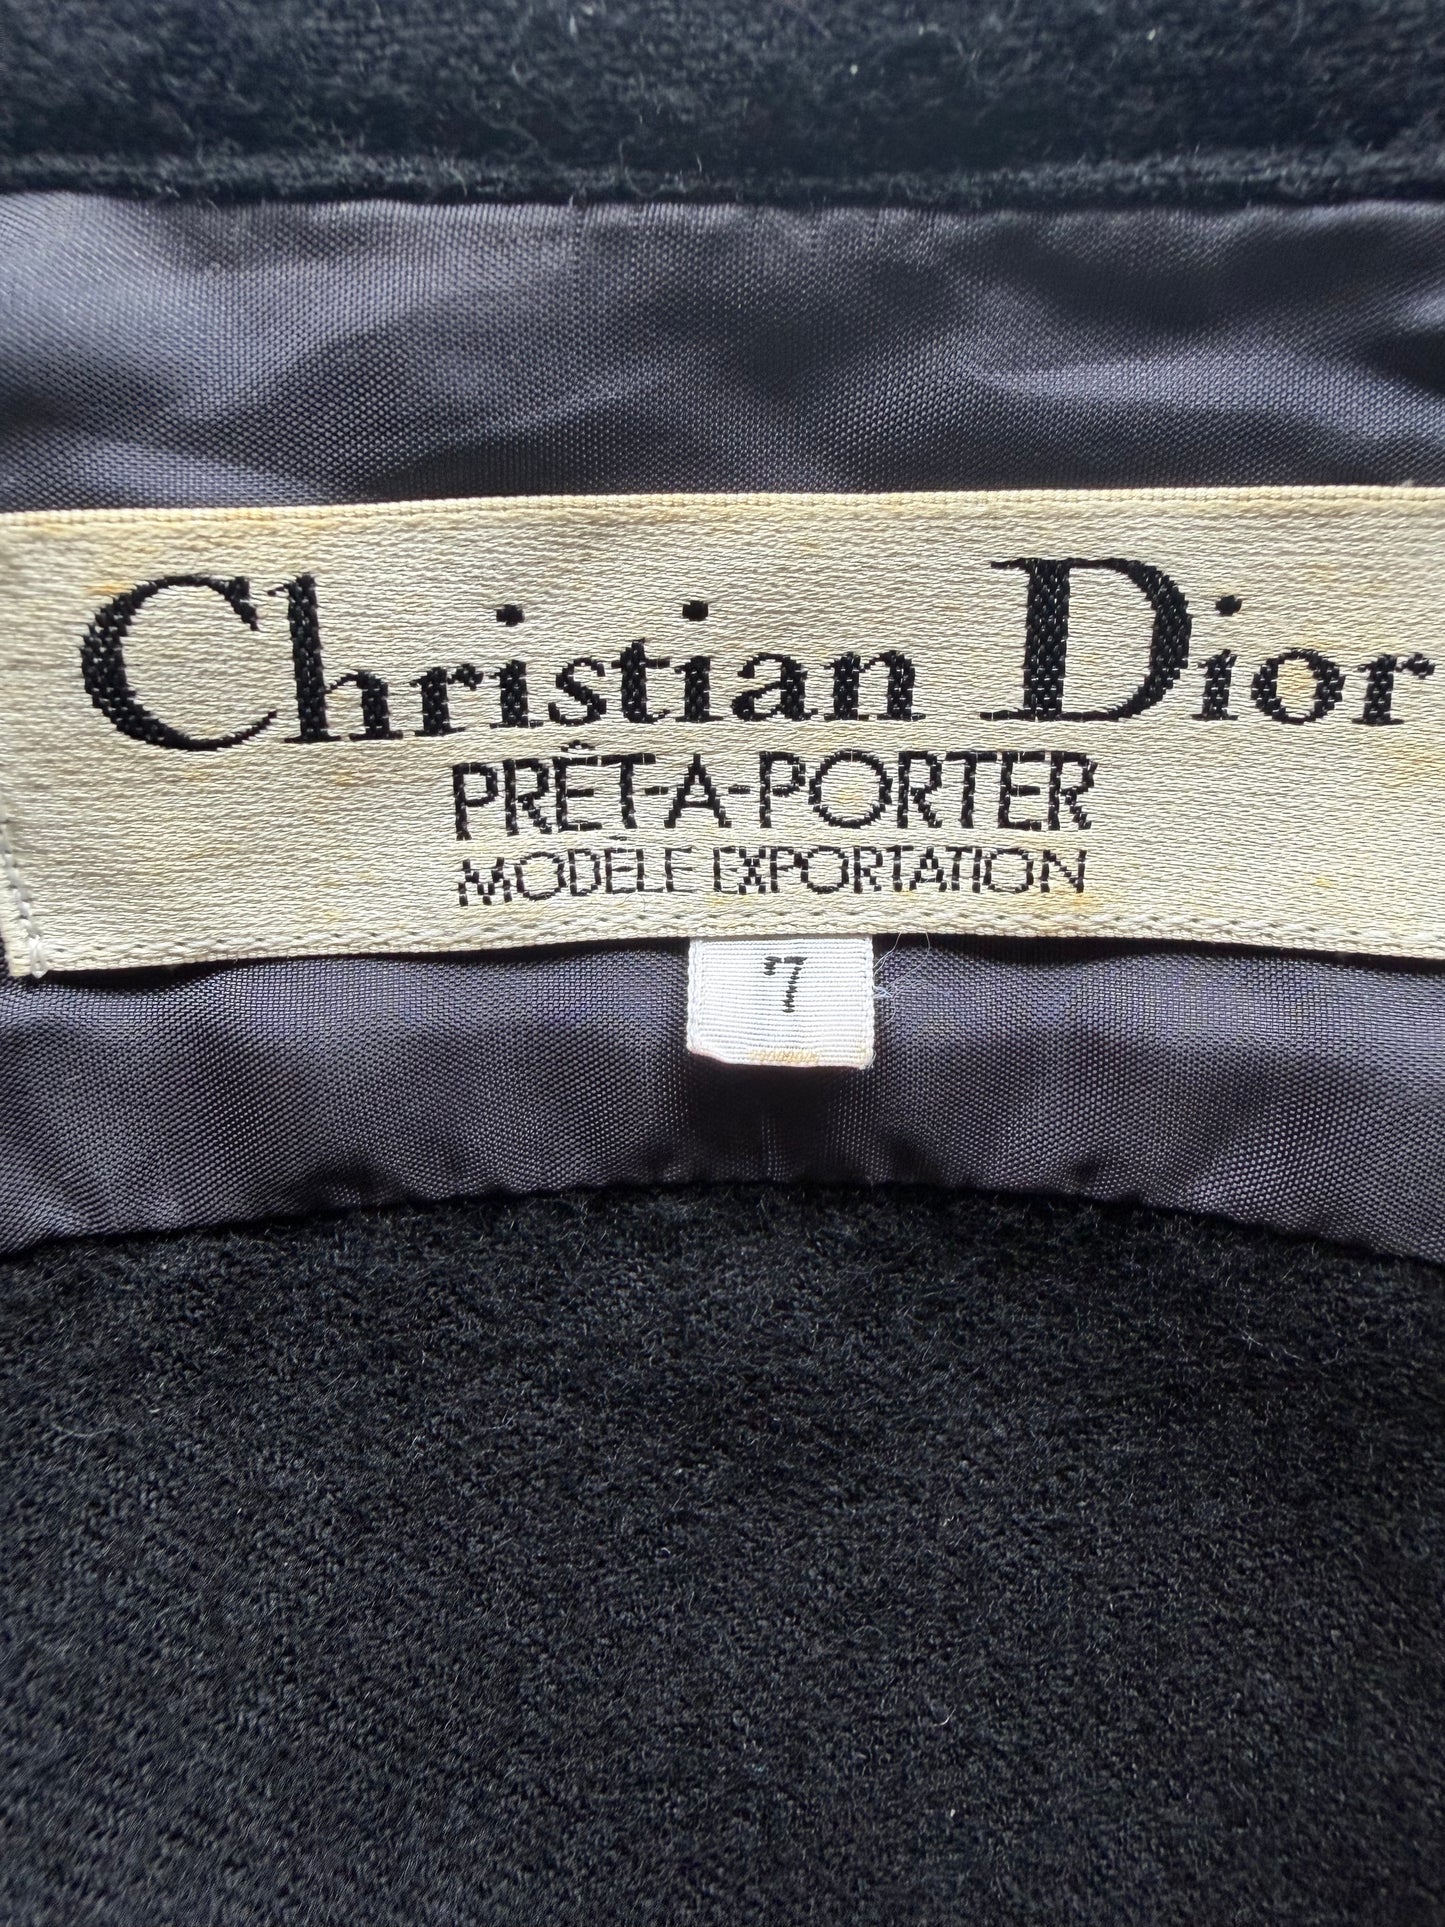 Christian Dior
PRÊT-A-PORTER
MODÈLE EXPORTATION
7